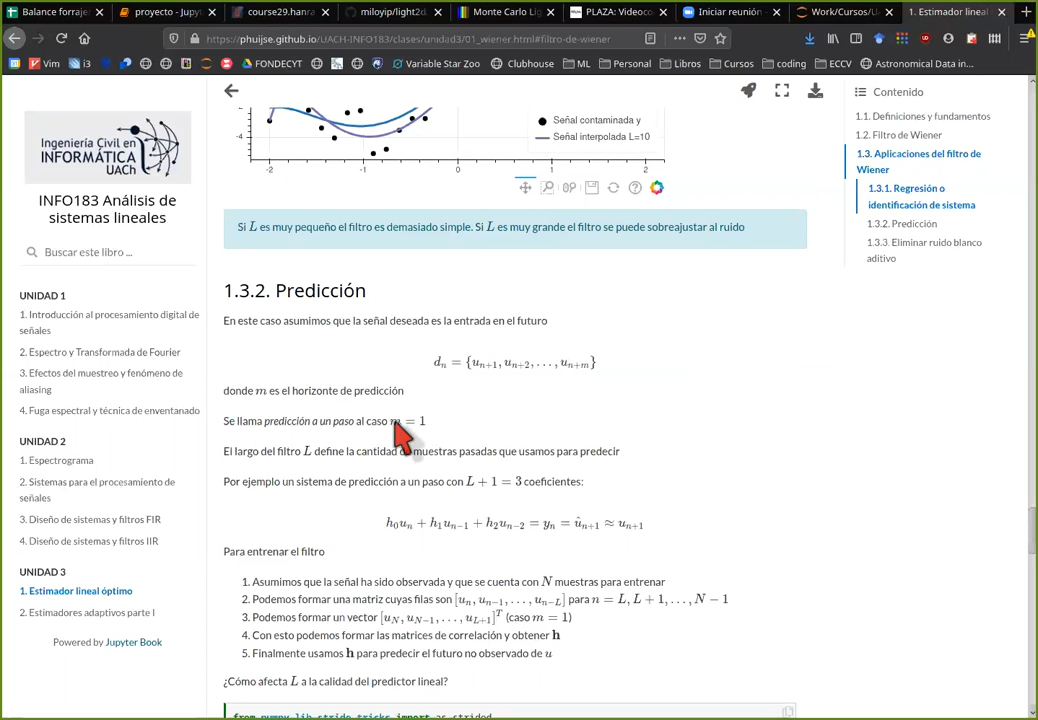 Balance forrajer
proyecto - Jupyt
course29.hanra
miloyip/light2d
Monte Carlo Lig
PLAZA: Videoco
Iniciar reunión -
Work/Cursos/U
1. Estimador lineal
https://phuijse.github.io/UACH-INFO183/clases/unidad3/01_wiener.html#filtro-de-wiener
Vim
i3
FONDECYT
Variable Star Zoo
Clubhouse
ML
Personal
Libros
Cursos
coding
ECCV
Astronomical Data in...
Ingeniería Civil en
INFORMÁTICA
UACh
INFO183 Análisis de
sistemas lineales
Buscar este libro ...
UNIDAD 1
1. Introducción al procesamiento digital de
señales
2. Espectro y Transformada de Fourier
3. Efectos del muestreo y fenómeno de
aliasing
4. Fuga espectral y técnica de enventanado
UNIDAD 2
1. Espectrograma
2. Sistemas para el procesamiento de
señales
3. Diseño de sistemas y filtros FIR
4. Diseño de sistemas y filtros IIR
UNIDAD 3
1. Estimador lineal óptimo
2. Estimadores adaptivos parte I
Powered by Jupyter Book
-4
-2 -1 0 1 2
Señal contaminada y
Señal interpolada L=10
Si L es muy pequeño el filtro es demasiado simple. Si L es muy grande el filtro se puede sobreajustar al ruido
1.3.2. Predicción
En este caso asumimos que la señal deseada es la entrada en el futuro
d_n = {u_{n+1}, u_{n+2}, . . . , u_{n+m}}
donde m es el horizonte de predicción
Se llama predicción a un paso al caso m = 1
El largo del filtro L define la cantidad de muestras pasadas que usamos para predecir
Por ejemplo un sistema de predicción a un paso con L + 1 = 3 coeficientes:
h_0u_n + h_1u_{n−1} + h_2u_{n−2} = y_n = û_{n+1} ≈ u_{n+1}
Para entrenar el filtro
1. Asumimos que la señal ha sido observada y que se cuenta con N muestras para entrenar
2. Podemos formar una matriz cuyas filas son [u_n, u_{n−1}, . . . , u_{n−L}] para n = L, L + 1, . . . , N − 1
3. Podemos formar un vector [u_N, u_{N−1}, . . . , u_{L+1}]^T (caso m = 1)
4. Con esto podemos formar las matrices de correlación y obtener h
5. Finalmente usamos h para predecir el futuro no observado de u
¿Cómo afecta L a la calidad del predictor lineal?
from numpy.lib.stride_tricks import as_strided
Contenido
1.1. Definiciones y fundamentos
1.2. Filtro de Wiener
1.3. Aplicaciones del filtro de
Wiener
1.3.1. Regresión o
identificación de sistema
1.3.2. Predicción
1.3.3. Eliminar ruido blanco
aditivo